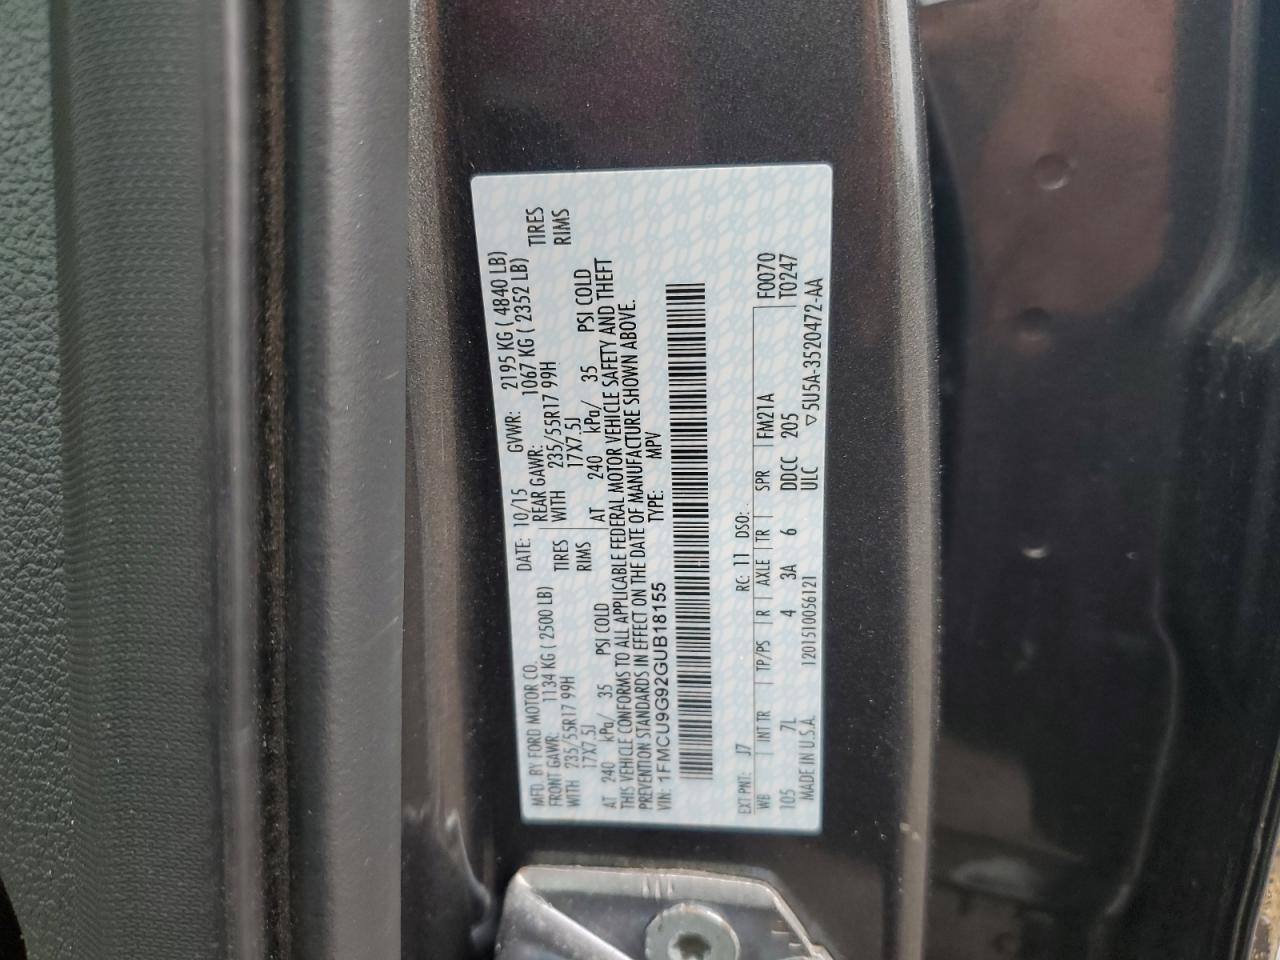 MFD. BY FORD MOTOR CO.
DATE: 10/15 GVWR: 2195 KG ( 4840 LB)
FRONT GAWR: 1134 KG ( 2500 LB) REAR GAWR: 1067 KG ( 2352 LB)
WITH 235/55R17 99H TIRES WITH 235/55R17 99H TIRES
17X7.5J RIMS 17X7.5J RIMS
AT 240 kPa/ 35 PSI COLD AT 240 kPa/ 35 PSI COLD
THIS VEHICLE CONFORMS TO ALL APPLICABLE FEDERAL MOTOR VEHICLE SAFETY AND THEFT
PREVENTION STANDARDS IN EFFECT ON THE DATE OF MANUFACTURE SHOWN ABOVE.
VIN: 1FMCU9G92GUB18155 TYPE: MPV
EXT PNT: J7 RC: 11 DSO: F0070
WB INT TR TP/PS R AXLE TR SPR FM21A T0247
105 7L 4 3A 6 DDCC 205
MADE IN U.S.A. 1201510056121 ULC ▽5U5A-3520472-AA